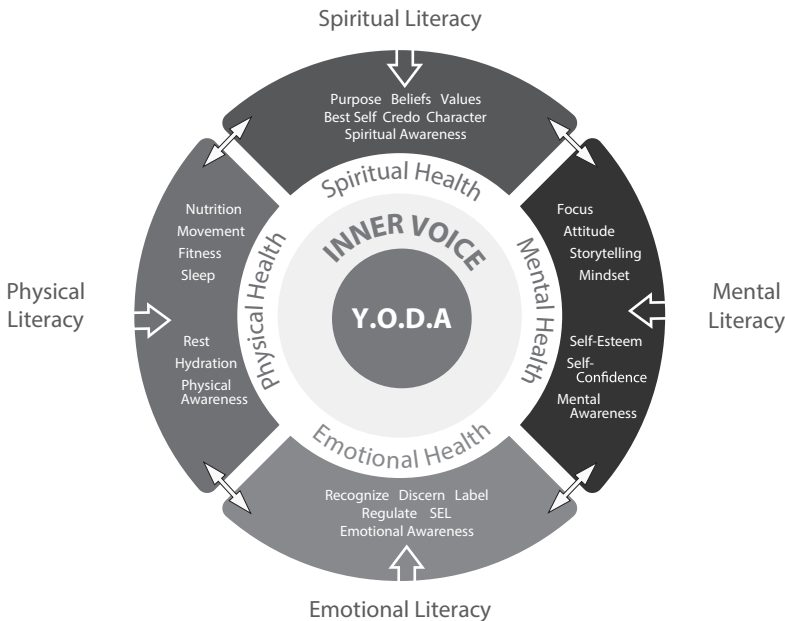 Spiritual Literacy
Purpose Beliefs Values
Best Self Credo Character
Spiritual Awareness
Spiritual Health
Physical
Literacy
Nutrition
Movement
Fitness
Sleep
Rest
Hydration
Physical
Awareness
Physical Health
INNER VOICE
Y.O.D.A
Mental Health
Focus
Attitude
Storytelling
Mindset
Self-Esteem
Self-
Confidence
Mental
Awareness
Mental
Literacy
Emotional Health
Recognize Discern Label
Regulate SEL
Emotional Awareness
Emotional Literacy